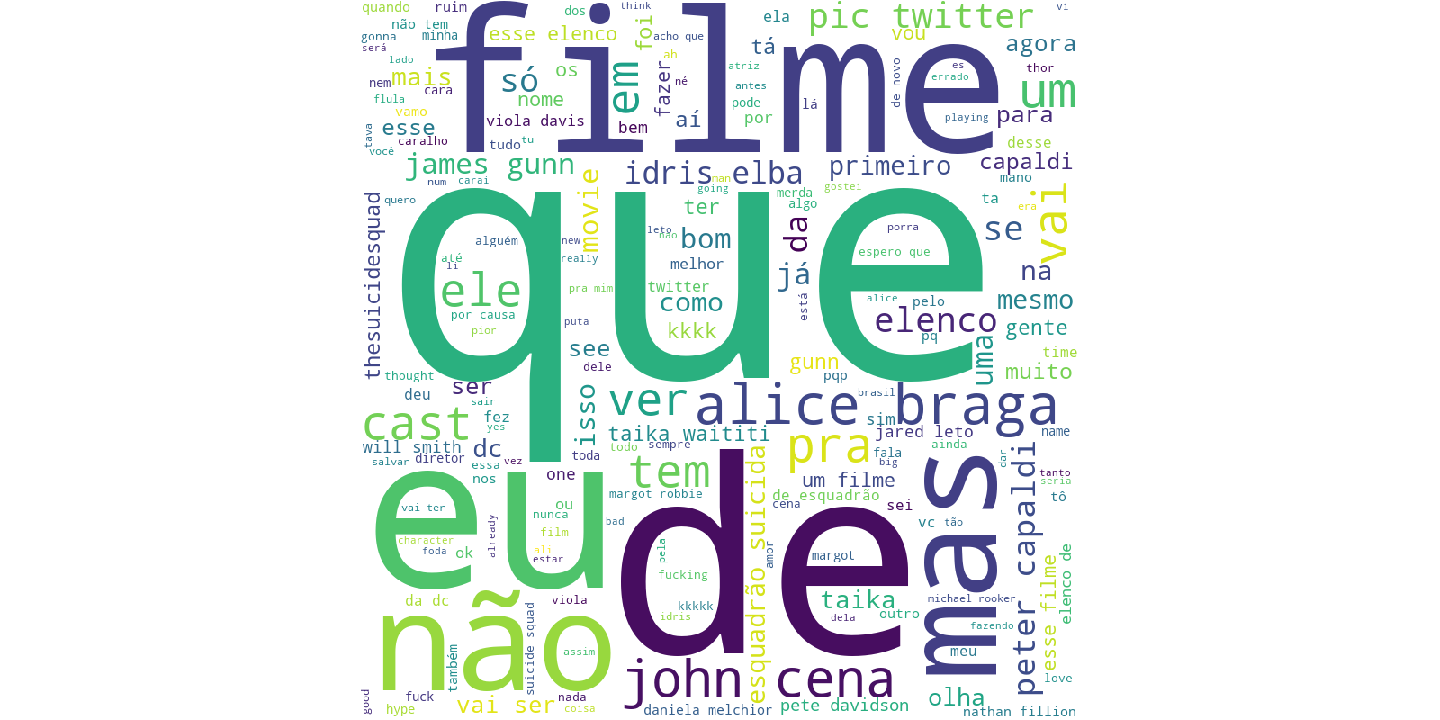 quando
ruim
dos
think
vi
filme
pic twitter
ela
não tem
esse elenco
foi
acho que
vou
gonna
minha
tá
agora
será
ah
lado
mais
só
os
em
fazer
atriz
de novo
es
errado
thor
nem
cara
né
antes
um
flula
nome
pode
lá
vamo
viola davis
bem
aí
por
playing
para
esse
caralho
tudo
tu
desse
tava
você
james gunn
idris elba
primeiro
capaldi
num
carai
movie
man
going
merda
gostei
mano
vai
quero
ter
algo
ta
era
thesuicidesquad
que
leto
não
da
porra
se
alguém
new
bom
até
really
melhor
já
espero que
na
li
ele
pra mim
twitter
está
alice
pelo
mesmo
por causa
como
elenco
gente
pior
puta
kkkk
pq
uma
see
time
dele
gunn
thought
ser
pqp
muito
deu
isso
ver
alice braga
brasil
sair
cast
fez
sim
yes
taika waititi
pra
jared leto
name
will smith
dc
todo
sempre
ainda
salvar
diretor
essa
vez
toda
tem
fala
big
nos
one
esquadrão suicida
um filme
dar
tanto
seria
eu
margot robbie
de esquadrão
mas
peter capaldi
vai ter
ou
cena
sei
tô
nunca
de
vc
tão
already
film
bad
character
foda
ok
ali
estar
pela
amor
margot
esse filme
elenco de
fucking
da dc
viola
kkkkk
taika
outro
michael rooker
não
suicide squad
idris
dela
fazendo
também
assim
john cena
meu
good
fuck
nada
olha
love
hype
vai ser
coisa
daniela melchior
pete davidson
nathan fillion